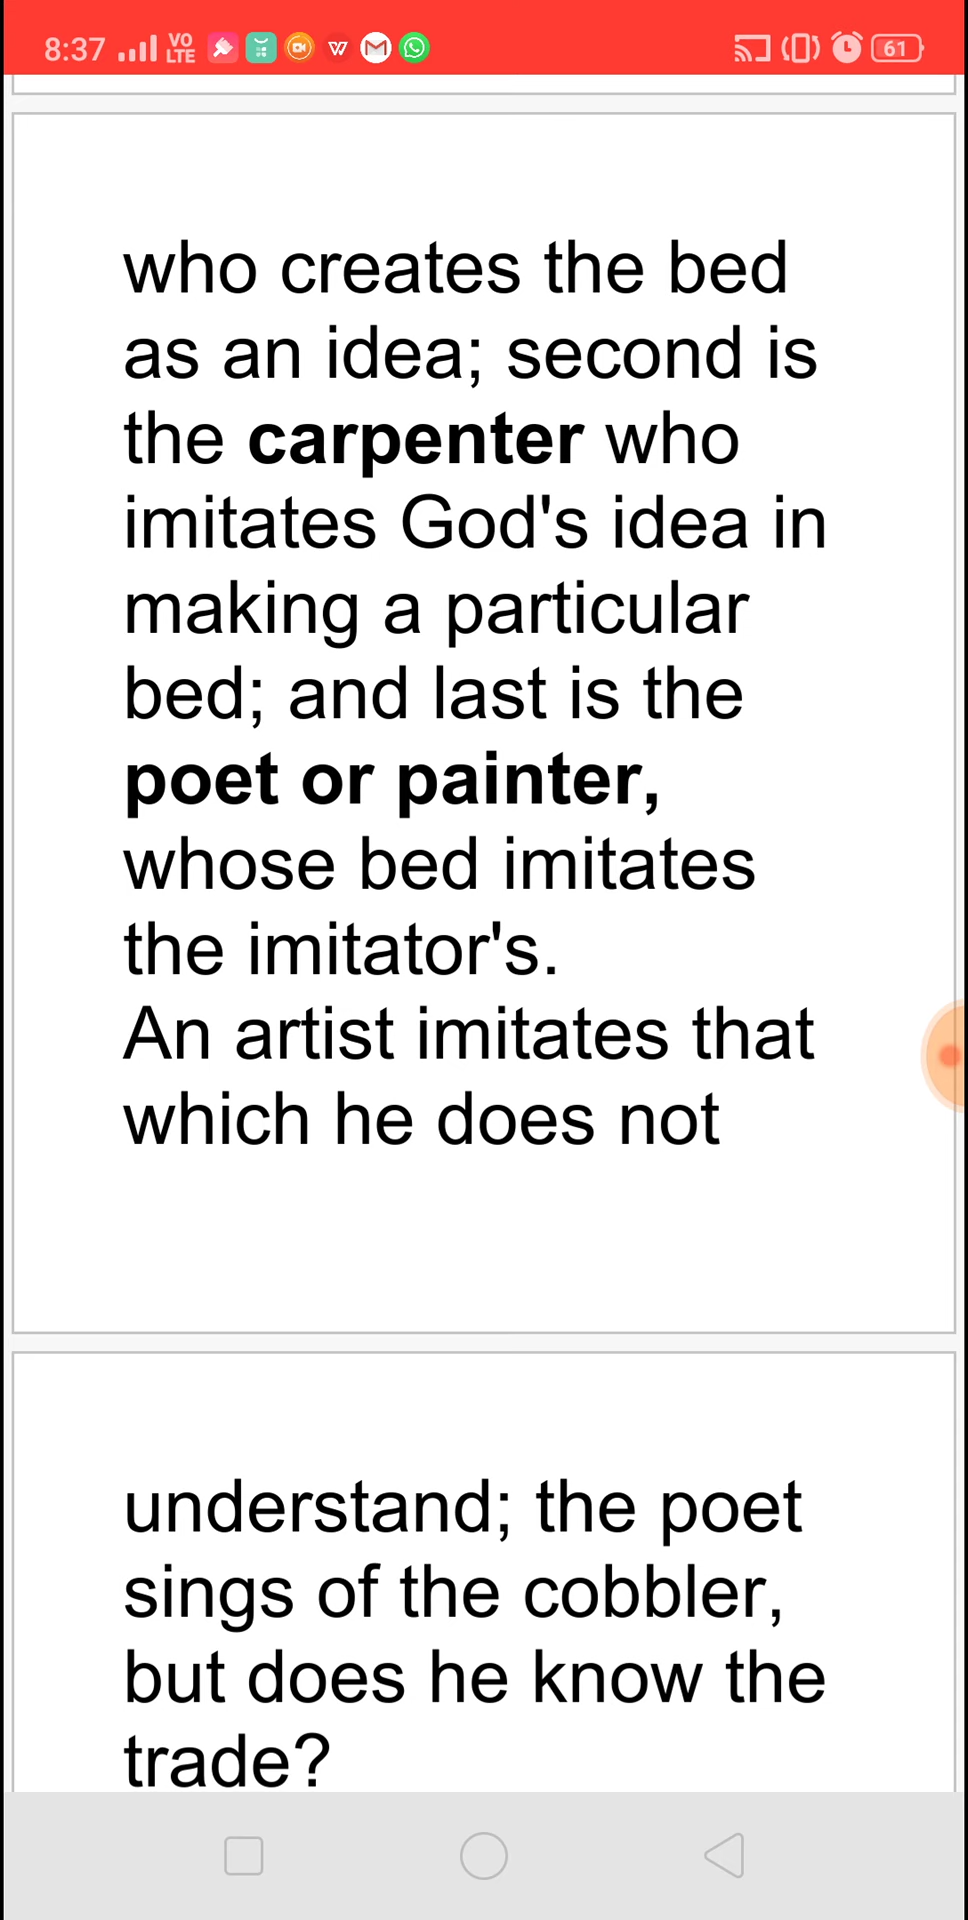 8:37
VO
LTE
61
who creates the bed
as an idea; second is
the carpenter who
imitates God's idea in
making a particular
bed; and last is the
poet or painter,
whose bed imitates
the imitator's.
An artist imitates that
which he does not
understand; the poet
sings of the cobbler,
but does he know the
trade?